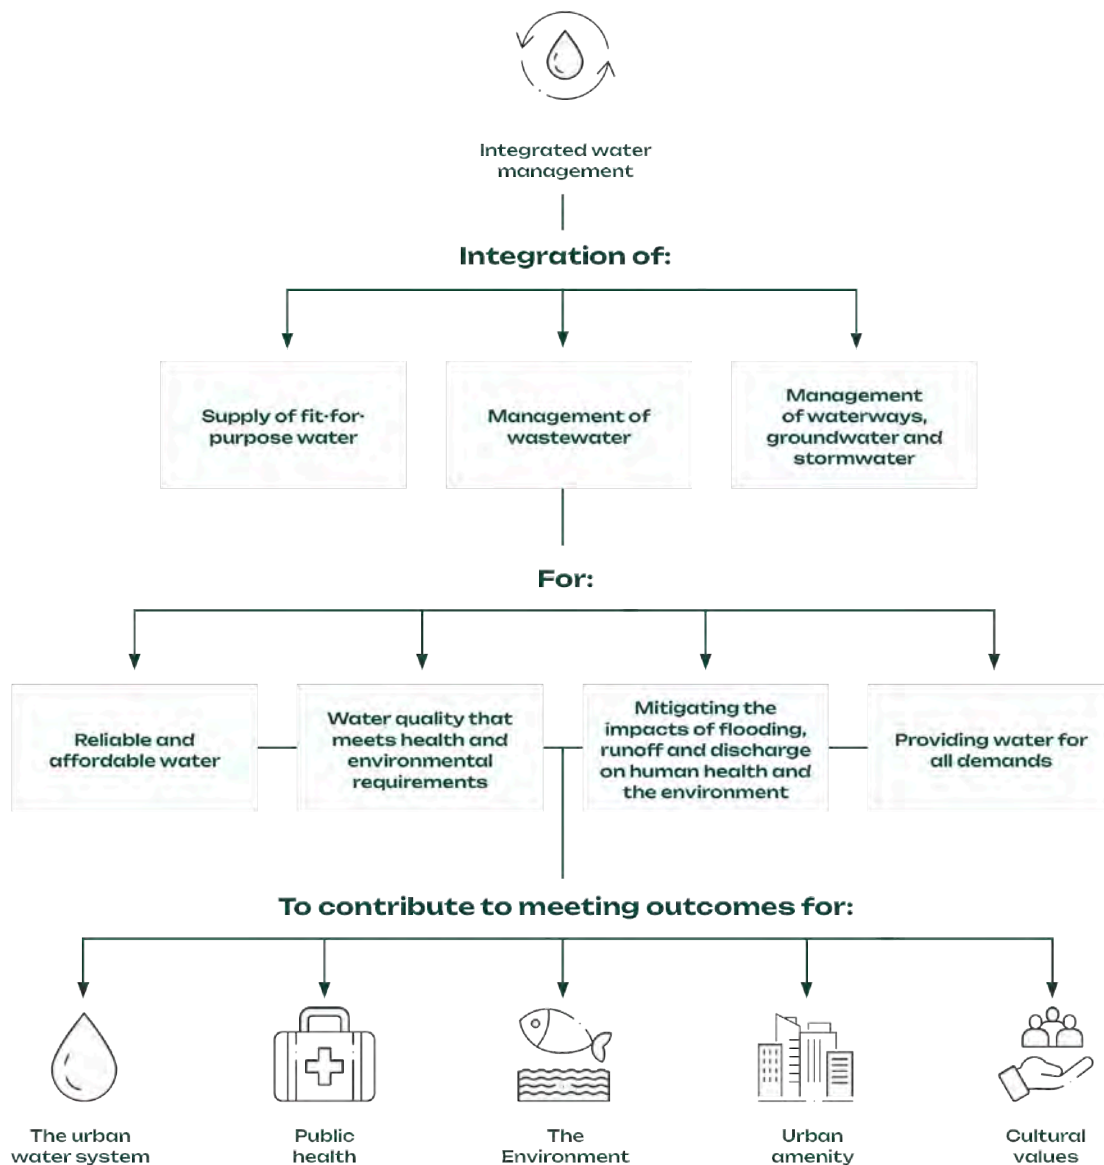 Integrated water
management
Integration of:
Supply of fit-for-
purpose water
Management of
wastewater
Management
of waterways,
groundwater and
stormwater
For:
Reliable and
affordable water
Water quality that
meets health and
environmental
requirements
Mitigating the
impacts of flooding,
runoff and discharge
on human health and
the environment
Providing water for
all demands
To contribute to meeting outcomes for:
The urban
water system
Public
health
The
Environment
Urban
amenity
Cultural
values